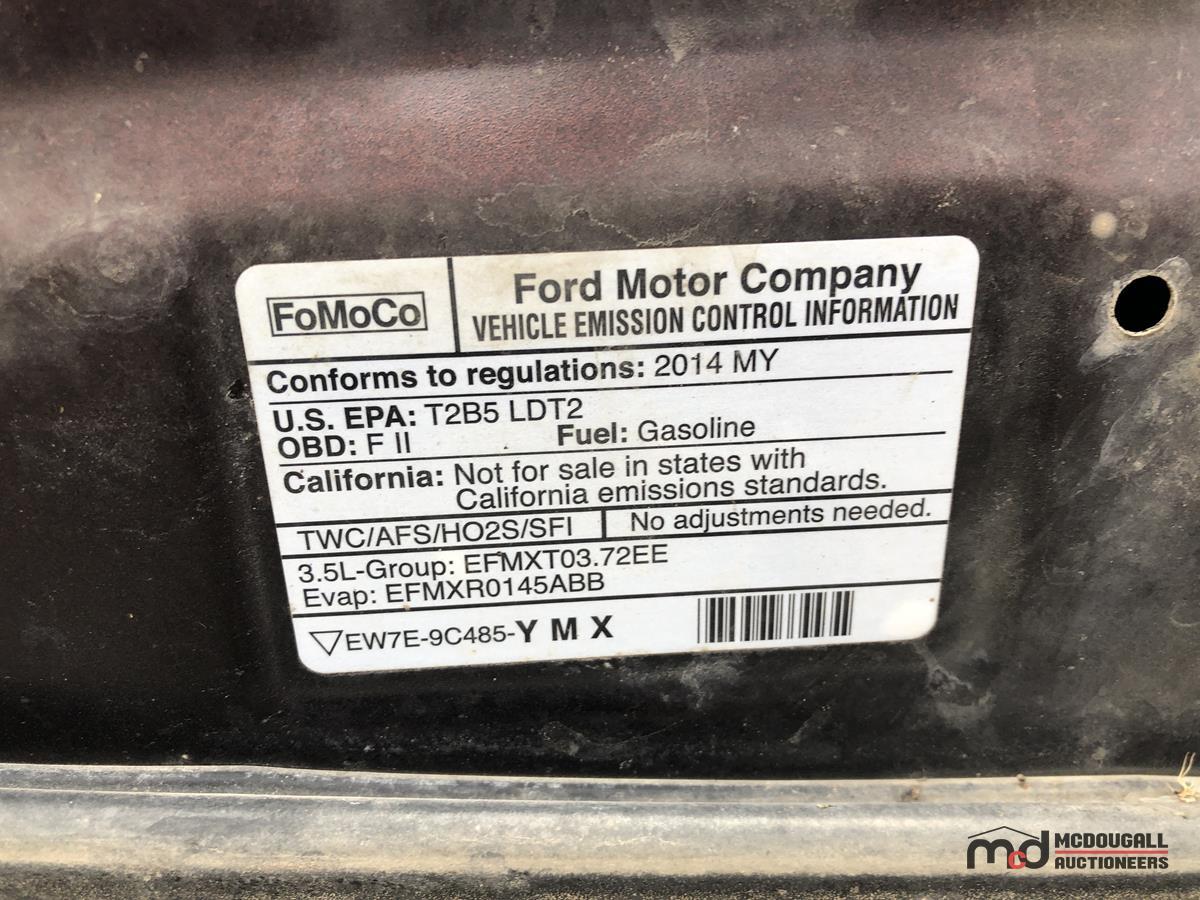 FoMoCo
Ford Motor Company
VEHICLE EMISSION CONTROL INFORMATION
Conforms to regulations: 2014 MY
U.S. EPA: T2B5 LDT2
OBD: F II Fuel: Gasoline
California: Not for sale in states with
California emissions standards.
TWC/AFS/HO2S/SFI No adjustments needed.
3.5L-Group: EFMXT03.72EE
Evap: EFMXR0145ABB
EW7E-9C485-Y M X
mcd MCDOUGALL
AUCTIONEERS